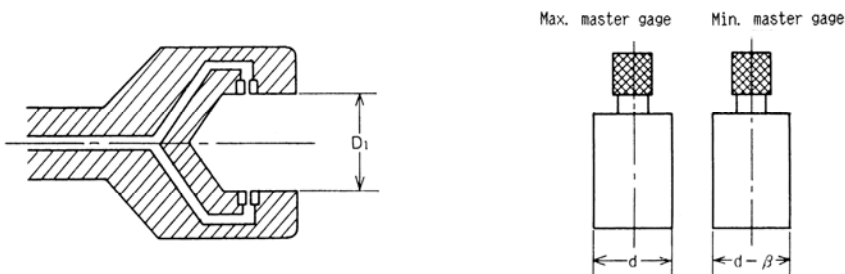 Max. master gage
Min. master gage
D₁
d
d-β